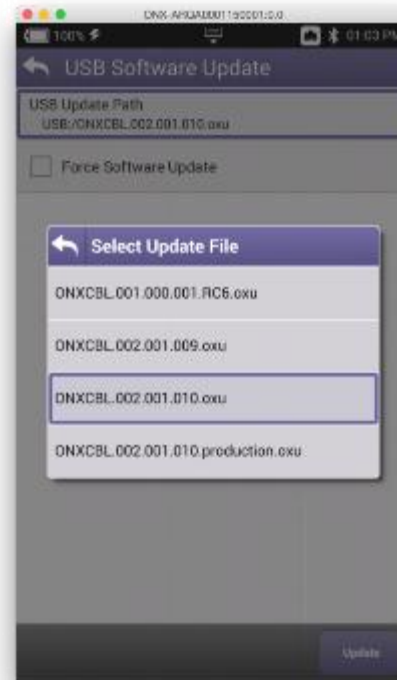 ONX-ARGAD001150001:0.0
100% 01:03 PM
USB Software Update
USB Update Path
USB:/ONXCBL.002.001.010.oxu
Force Software Update
Select Update File
ONXCBL.001.000.001.RC6.oxu
ONXCBL.002.001.009.oxu
ONXCBL.002.001.010.oxu
ONXCBL.002.001.010.production.oxu
Update